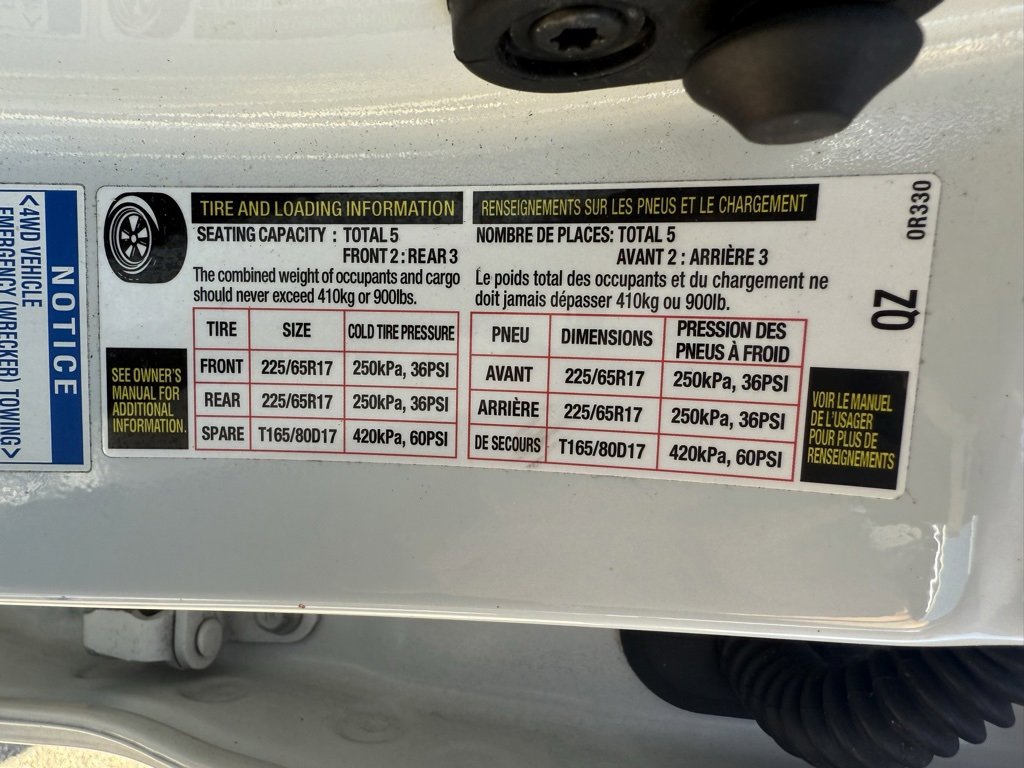 NOTICE
<4WD VEHICLE
EMERGENCY (WRECKER) TOWING>
TIRE AND LOADING INFORMATION
SEATING CAPACITY : TOTAL 5
FRONT 2 : REAR 3
The combined weight of occupants and cargo
should never exceed 410kg or 900lbs.
TIRE SIZE COLD TIRE PRESSURE
FRONT 225/65R17 250kPa, 36PSI
REAR 225/65R17 250kPa, 36PSI
SPARE T165/80D17 420kPa, 60PSI
SEE OWNER'S
MANUAL FOR
ADDITIONAL
INFORMATION.
RENSEIGNEMENTS SUR LES PNEUS ET LE CHARGEMENT
NOMBRE DE PLACES: TOTAL 5
AVANT 2 : ARRIÈRE 3
Le poids total des occupants et du chargement ne
doit jamais dépasser 410kg ou 900lb.
PNEU DIMENSIONS PRESSION DES
PNEUS À FROID
AVANT 225/65R17 250kPa, 36PSI
ARRIÈRE 225/65R17 250kPa, 36PSI
DE SECOURS T165/80D17 420kPa, 60PSI
VOIR LE MANUEL
DE L'USAGER
POUR PLUS DE
RENSEIGNEMENTS
QZ
0R330